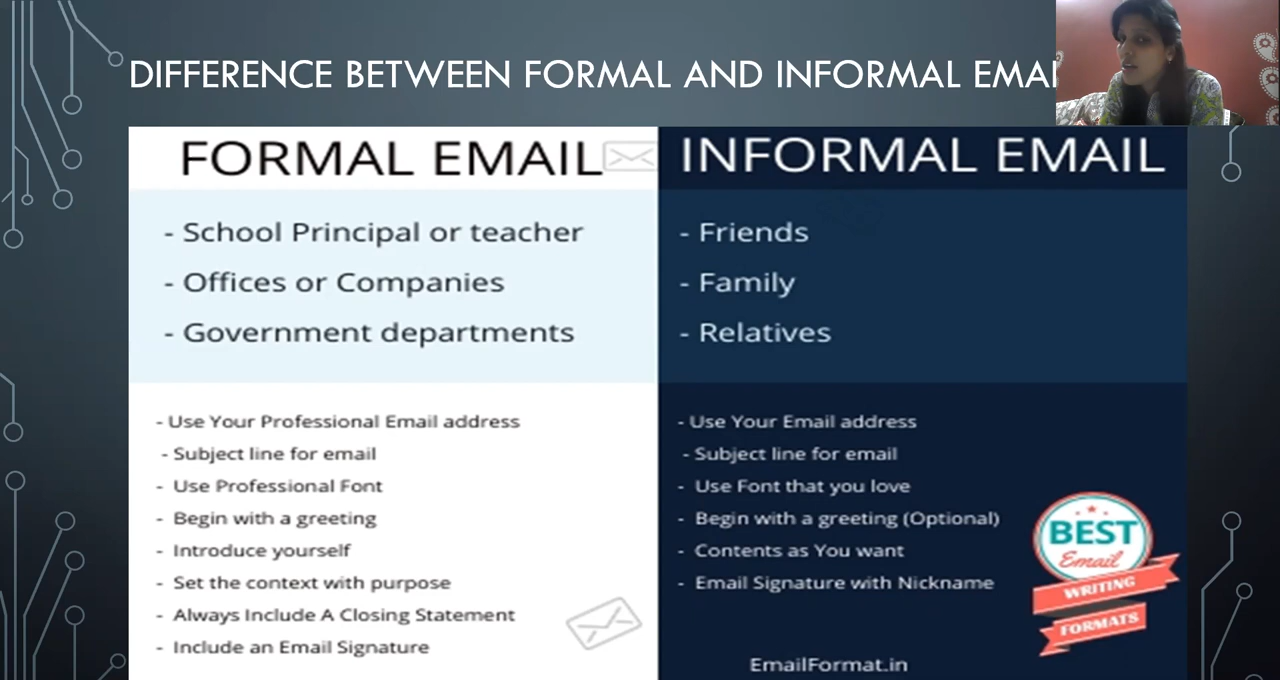 DIFFERENCE BETWEEN FORMAL AND INFORMAL EMAI
FORMAL EMAIL
- School Principal or teacher
- Offices or Companies
- Government departments
- Use Your Professional Email address
- Subject line for email
- Use Professional Font
- Begin with a greeting
- Introduce yourself
- Set the context with purpose
- Always Include A Closing Statement
- Include an Email Signature
INFORMAL EMAIL
- Friends
- Family
- Relatives
- Use Your Email address
- Subject line for email
- Use Font that you love
- Begin with a greeting (Optional)
- Contents as You want
- Email Signature with Nickname
BEST
Email
WRITING
FORMATS
EmailFormat.in